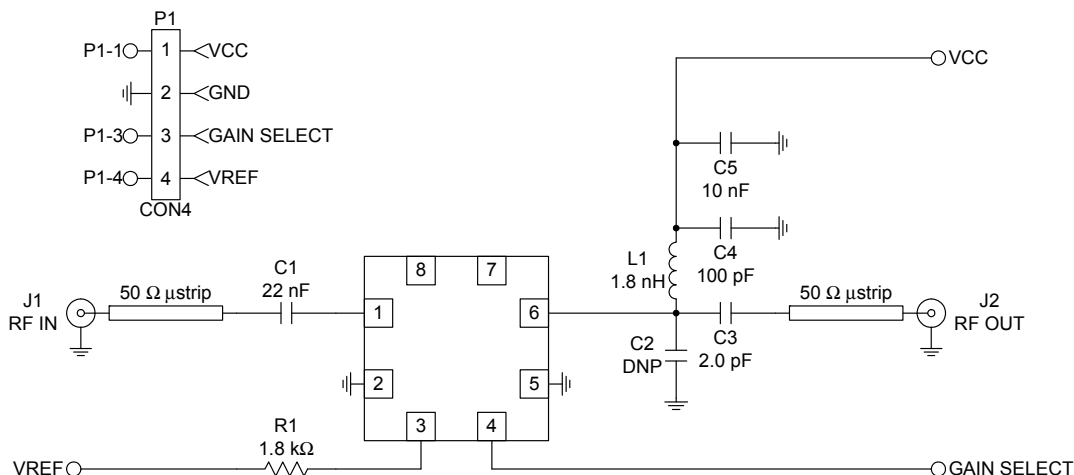 P1
P1-1 1 VCC
2 GND
P1-3 3 GAIN SELECT
P1-4 4 VREF
CON4
VCC
C5
10 nF
C4
100 pF
L1
1.8 nH
J1
RF IN
50 Ω µstrip
C1
22 nF
8 7
1 6
2 5
3 4
C2
DNP
C3
2.0 pF
50 Ω µstrip
J2
RF OUT
R1
1.8 kΩ
VREF
GAIN SELECT